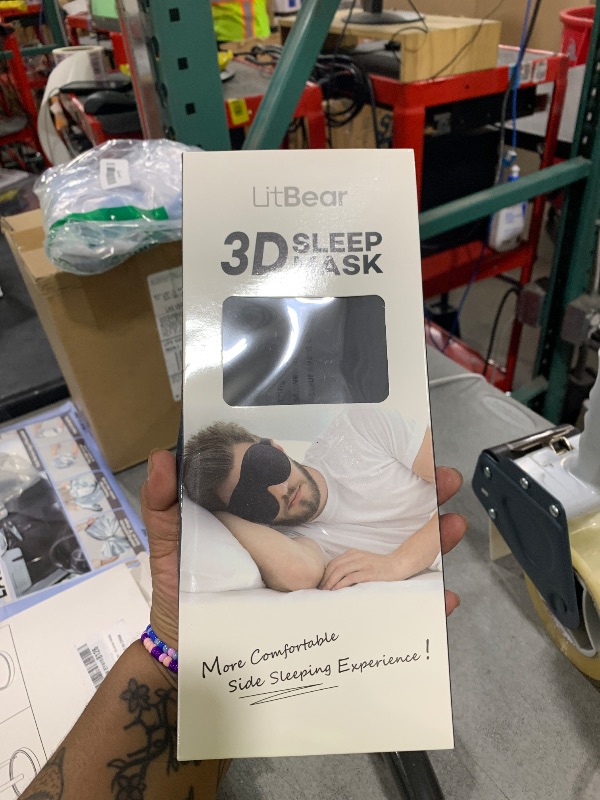 LitBear
3D SLEEP
MASK
More Comfortable
Side Sleeping Experience!